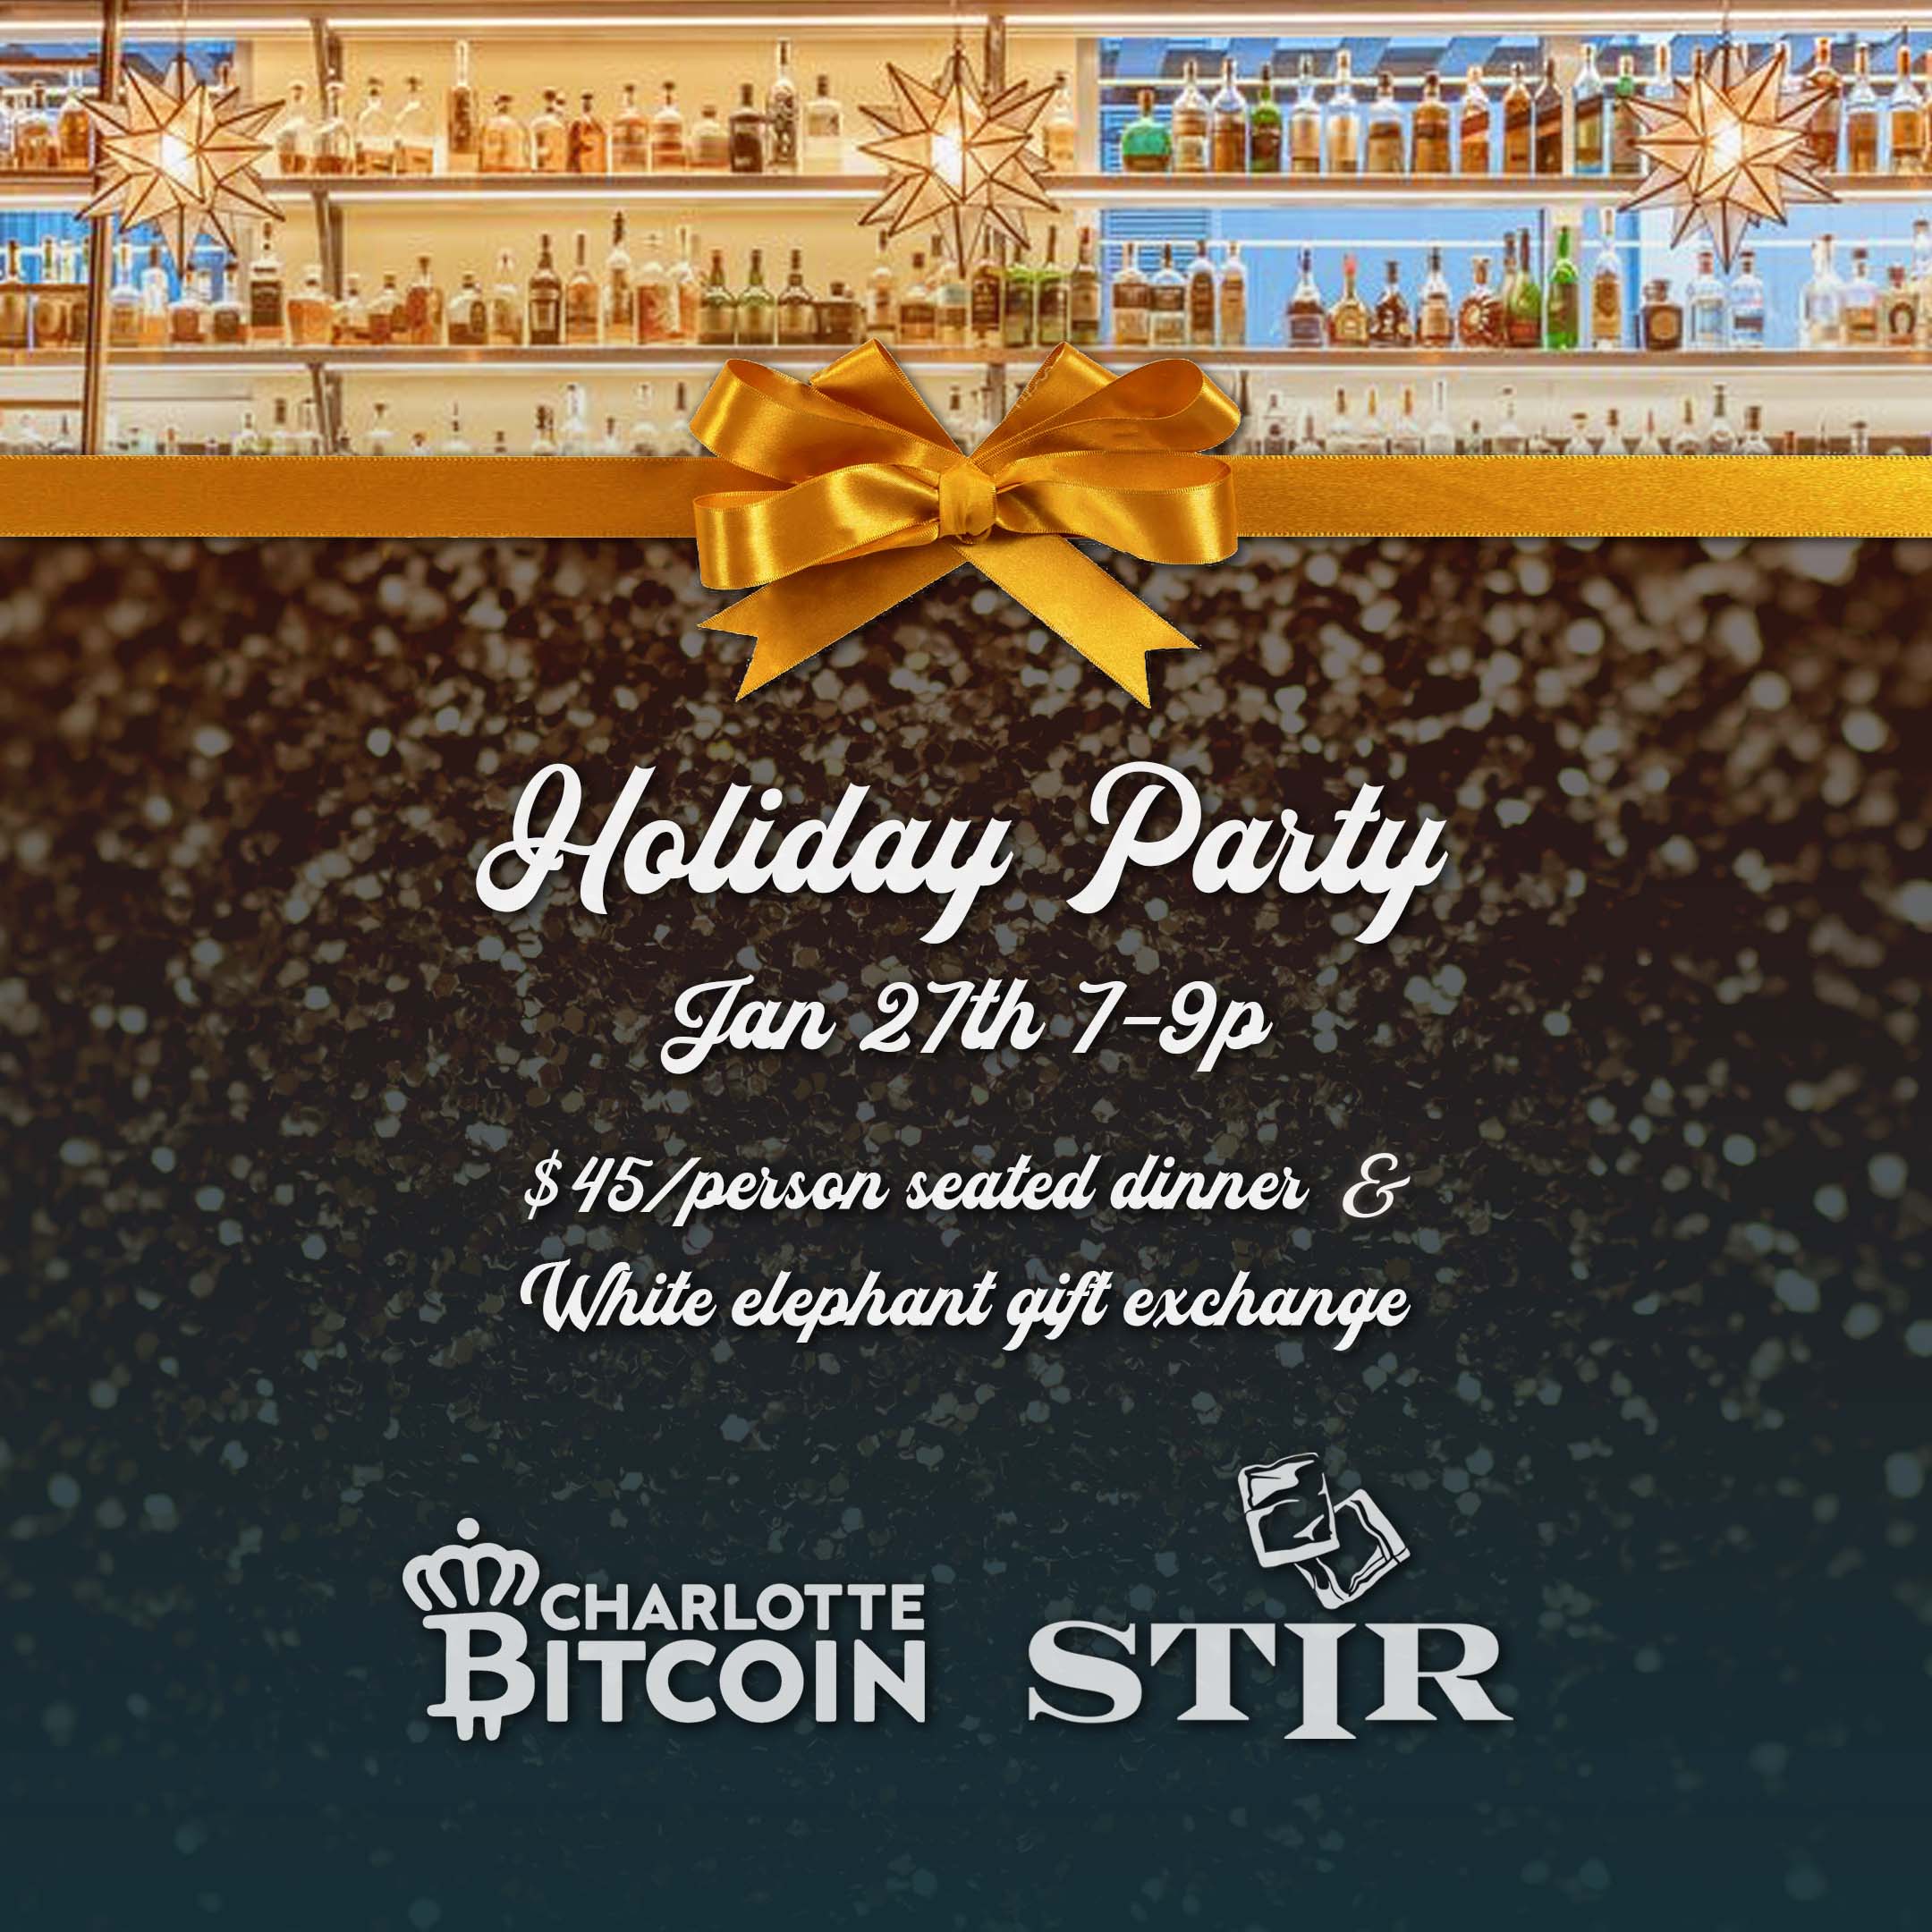 Holiday Party
Jan 27th 7-9p
$45/person seated dinner &
White elephant gift exchange
CHARLOTTE
BITCOIN
STIR